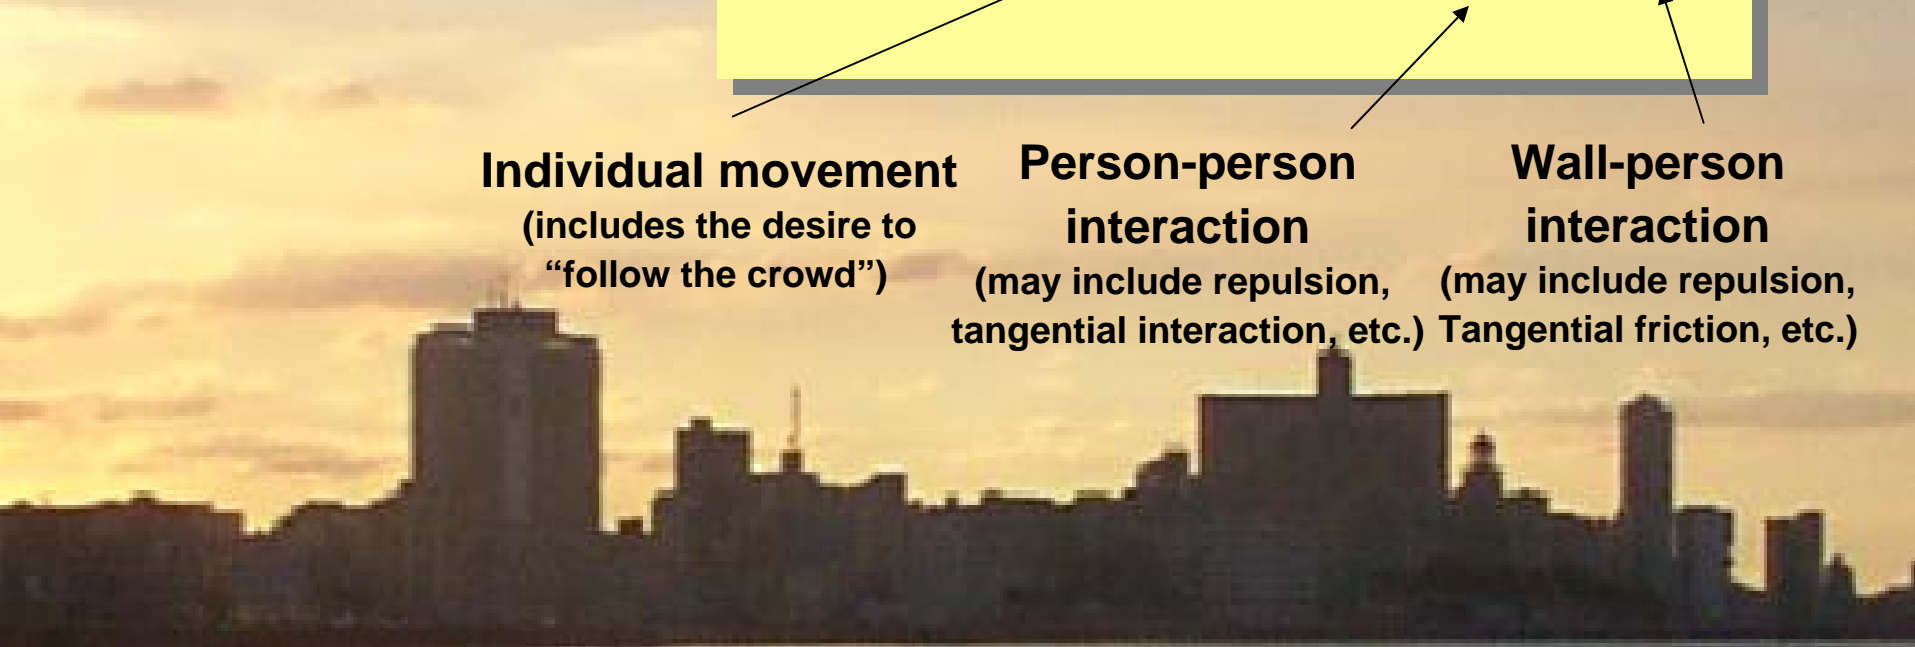 Individual movement
(includes the desire to
“follow the crowd”)
Person-person
interaction
(may include repulsion,
tangential interaction, etc.)
Wall-person
interaction
(may include repulsion,
Tangential friction, etc.)